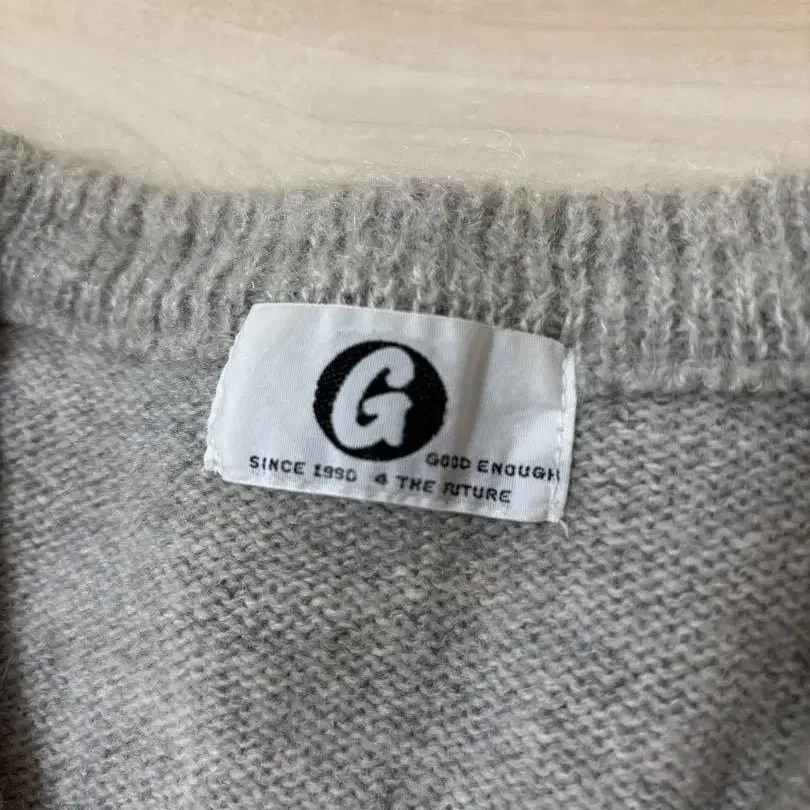 G
GOOD ENOUGH
SINCE 1990 4 THE FUTURE